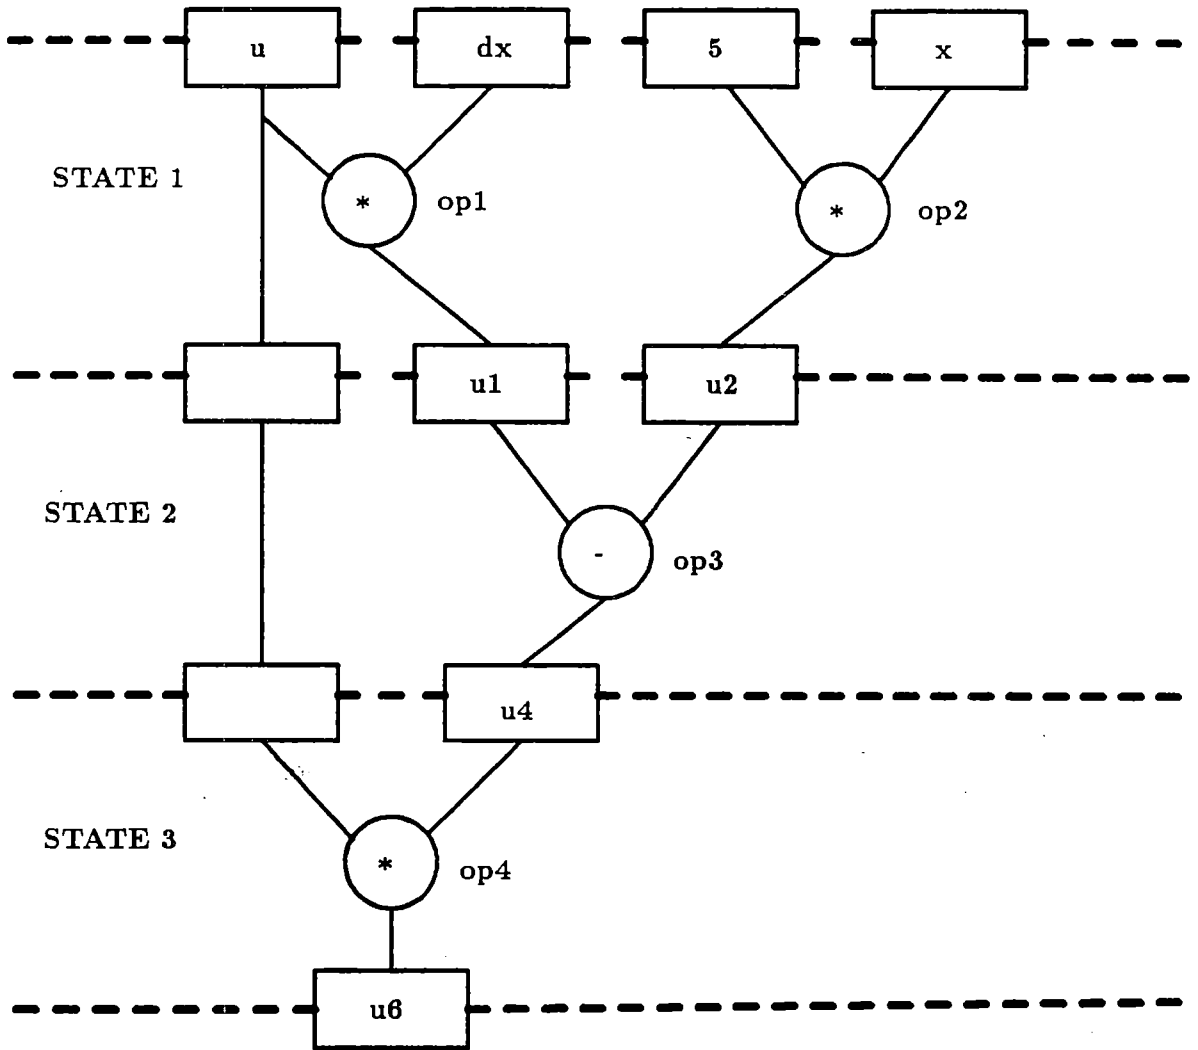 u dx 5 x
STATE 1 * op1 * op2
u1 u2
STATE 2 - op3
u4
STATE 3 * op4
u6